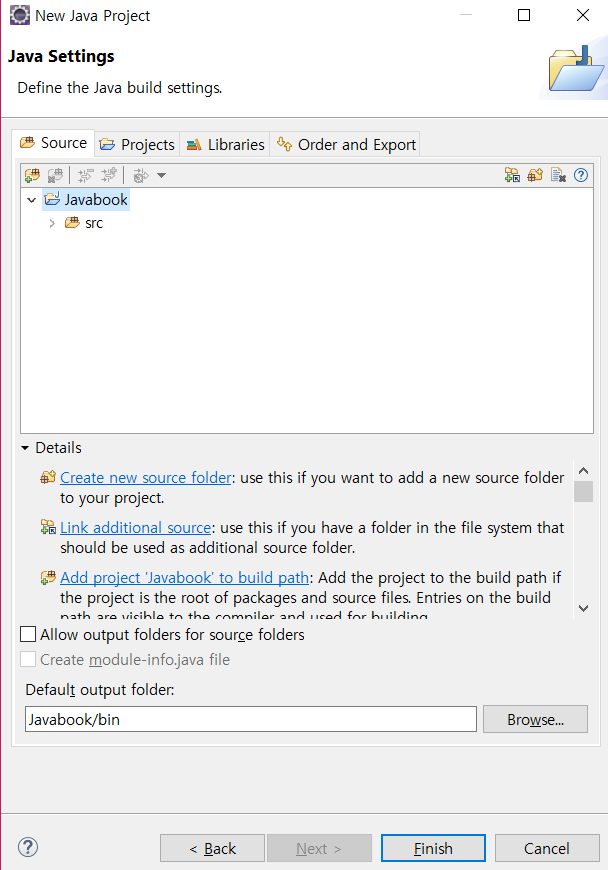 New Java Project
Java Settings
Define the Java build settings.
Source Projects Libraries Order and Export
Javabook
src
Details
Create new source folder: use this if you want to add a new source folder
to your project.
Link additional source: use this if you have a folder in the file system that
should be used as additional source folder.
Add project 'Javabook' to build path: Add the project to the build path if
the project is the root of packages and source files. Entries on the build
path are visible to the compiler and used for building.
Allow output folders for source folders
Create module-info.java file
Default output folder:
Javabook/bin
Browse...
< Back
Next >
Finish
Cancel